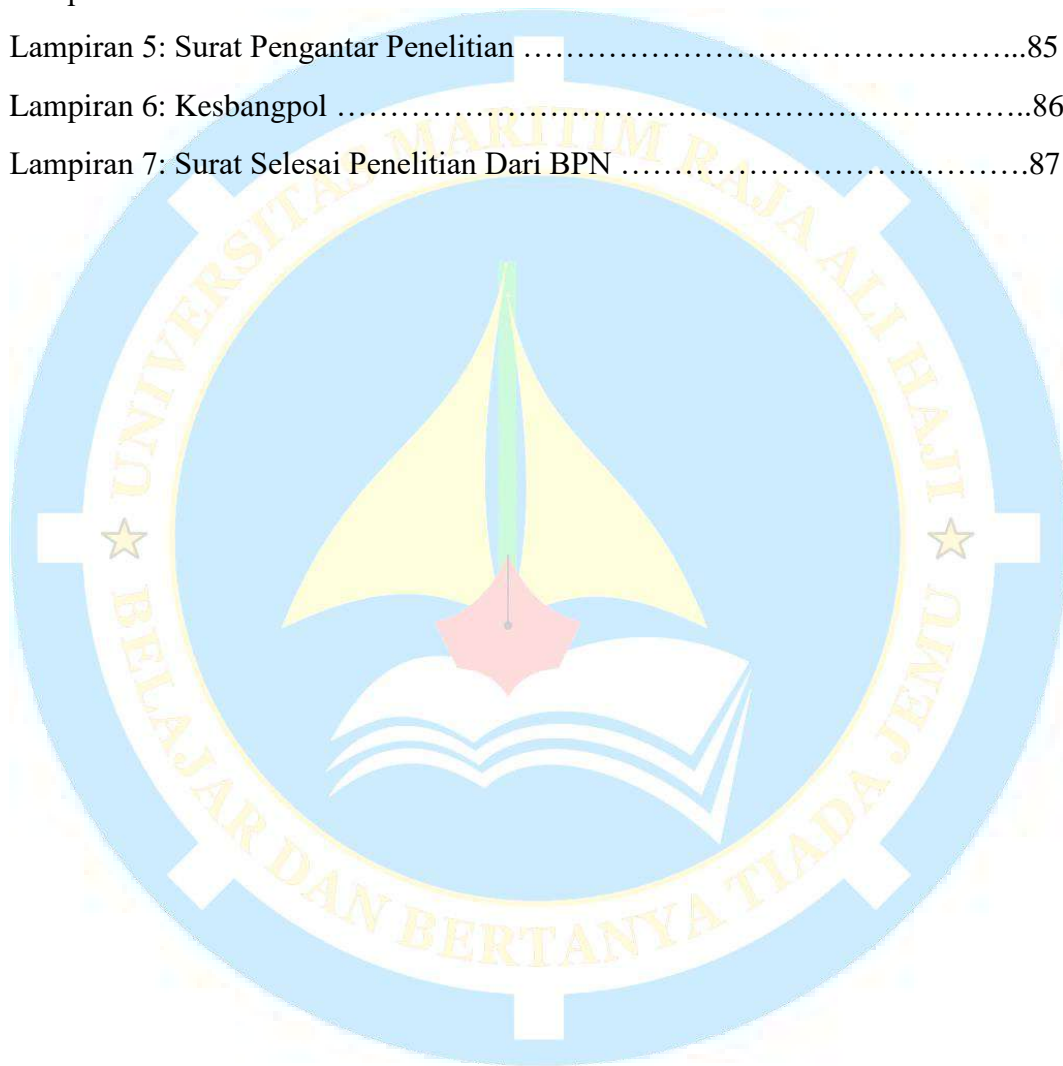 Lampiran 5: Surat Pengantar Penelitian …………………………………………..85
Lampiran 6: Kesbangpol …………………………………………………….……..86
Lampiran 7: Surat Selesai Penelitian Dari BPN ………………………..……….87
UNIVERSITAS MARITIM RAJA ALI HAJI
BELAJAR DAN BERTANYA TIADA JEMU